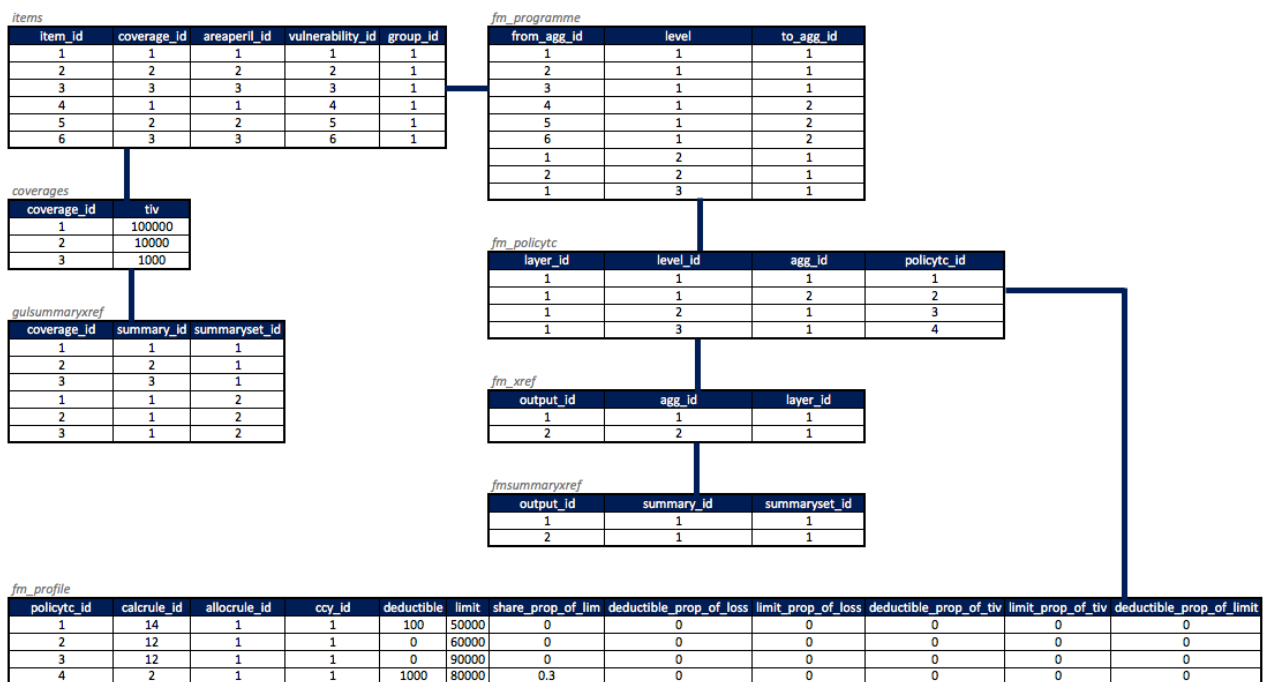 items
item_id coverage_id areaperil_id vulnerability_id group_id
1 1 1 1 1
2 2 2 2 1
3 3 3 3 1
4 1 1 4 1
5 2 2 5 1
6 3 3 6 1
coverages
coverage_id tiv
1 100000
2 10000
3 1000
gulsummaryxref
coverage_id summary_id summaryset_id
1 1 1
2 2 1
3 3 1
1 1 2
2 1 2
3 1 2
fm_programme
from_agg_id level to_agg_id
1 1 1
2 1 1
3 1 1
4 1 2
5 1 2
6 1 2
1 2 1
2 2 1
1 3 1
fm_policytc
layer_id level_id agg_id policytc_id
1 1 1 1
1 1 2 2
1 2 1 3
1 3 1 4
fm_xref
output_id agg_id layer_id
1 1 1
2 2 1
fmsummaryxref
output_id summary_id summaryset_id
1 1 1
2 1 1
fm_profile
policytc_id calcrule_id allocrule_id ccy_id deductible limit share_prop_of_lim deductible_prop_of_loss limit_prop_of_loss deductible_prop_of_tiv limit_prop_of_tiv deductible_prop_of_limit
1 14 1 1 100 50000 0 0 0 0 0 0
2 12 1 1 0 60000 0 0 0 0 0 0
3 12 1 1 0 90000 0 0 0 0 0 0
4 2 1 1 1000 80000 0.3 0 0 0 0 0